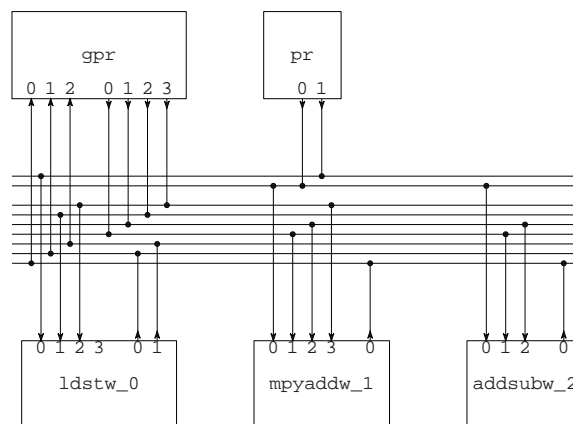 gpr pr
0 1 2 0 1 2 3 0 1
0 1 2 3 0 1 0 1 2 3 0 0 1 2 0
ldstw_0 mpyaddw_1 addsubw_2